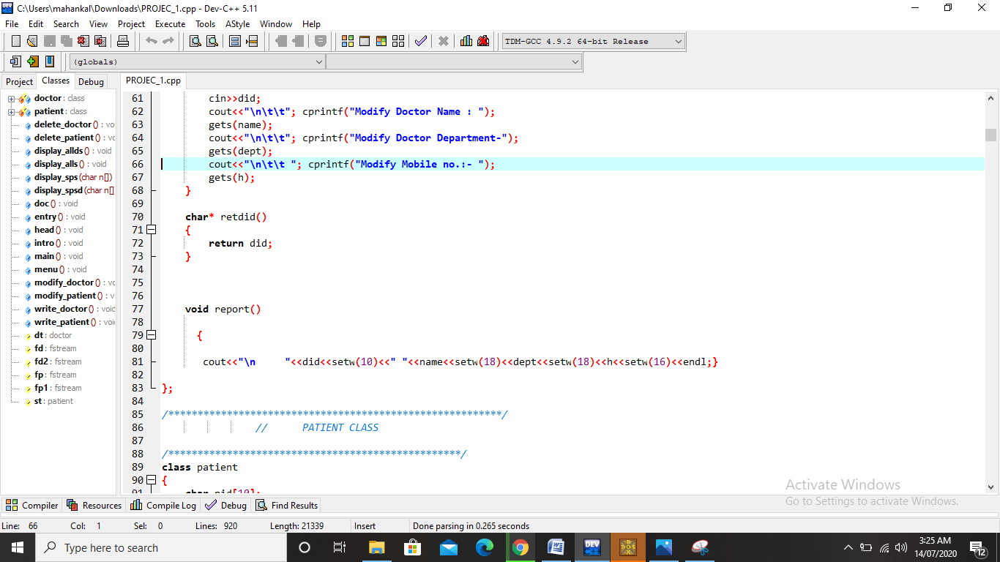 C:\Users\mahankal\Downloads\PROJEC_1.cpp - Dev-C++ 5.11
File Edit Search View Project Execute Tools AStyle Window Help
TDM-GCC 4.9.2 64-bit Release
(globals)
Project Classes Debug
PROJEC_1.cpp
doctor : class
patient : class
delete_doctor () : vo
delete_patient () : vc
display_allds () : void
display_alls () : void
display_sps (char n[])
display_spsd (char n[]
doc () : void
entry () : void
head () : void
intro () : void
main () : void
menu () : void
modify_doctor () : vc
modify_patient () : v
write_doctor () : voic
write_patient () : voi
dt : doctor
fd : fstream
fd2 : fstream
fp : fstream
fp1 : fstream
st : patient
61 cin>>did;
62 cout<<"\n\t\t"; cprintf("Modify Doctor Name : ");
63 gets(name);
64 cout<<"\n\t\t"; cprintf("Modify Doctor Department-");
65 gets(dept);
66 cout<<"\n\t\t "; cprintf("Modify Mobile no.:- ");
67 gets(h);
68 }
69
70 char* retdid()
71 {
72 return did;
73 }
74
75
76
77 void report()
78
79 {
80
81 cout<<"\n     "<<did<<setw(10)<<" "<<name<<setw(18)<<dept<<setw(18)<<h<<setw(16)<<endl;}
82
83 };
84
85 /*********************************************************/
86 // PATIENT CLASS
87
88 /**************************************************/
89 class patient
90 {
91 char pid[10];
Activate Windows
Go to Settings to activate Windows.
Compiler Resources Compile Log Debug Find Results
Line: 66 Col: 1 Sel: 0 Lines: 920 Length: 21339 Insert Done parsing in 0.265 seconds
Type here to search
DEV
DOS
3:25 AM
14/07/2020
12